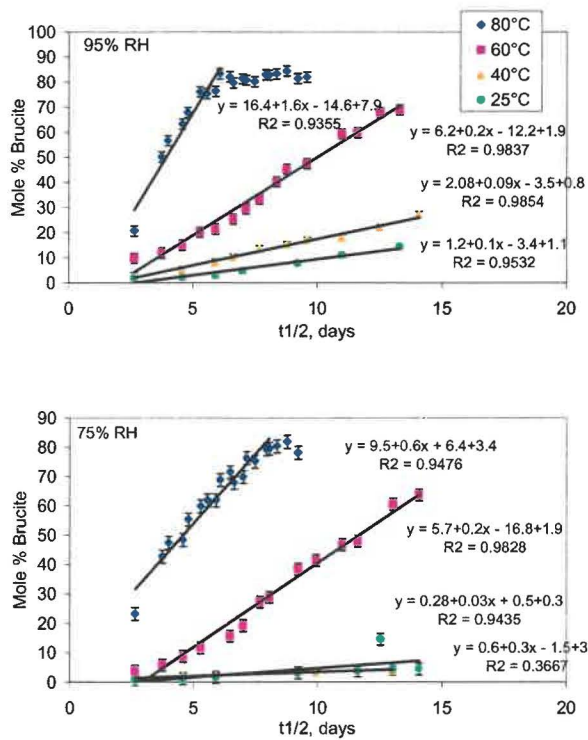 95% RH
80°C
60°C
40°C
25°C
100
90
80
70
60
50
40
30
20
10
0
Mole % Brucite
y = 16.4+1.6x - 14.6+7.9
R2 = 0.9355
y = 6.2+0.2x - 12.2+1.9
R2 = 0.9837
y = 2.08+0.09x - 3.5+0.8
R2 = 0.9854
y = 1.2+0.1x - 3.4+1.1
R2 = 0.9532
0 5 10 15
t1/2, days
75% RH
90
80
70
60
50
40
30
20
10
0
Mole % Brucite
y = 9.5+0.6x + 6.4+3.4
R2 = 0.9476
y = 5.7+0.2x - 16.8+1.9
R2 = 0.9828
y = 0.28+0.03x + 0.5+0.3
R2 = 0.9435
y = 0.6+0.3x - 1.5+3
R2 = 0.3667
0 5 10 15 20
t1/2, days